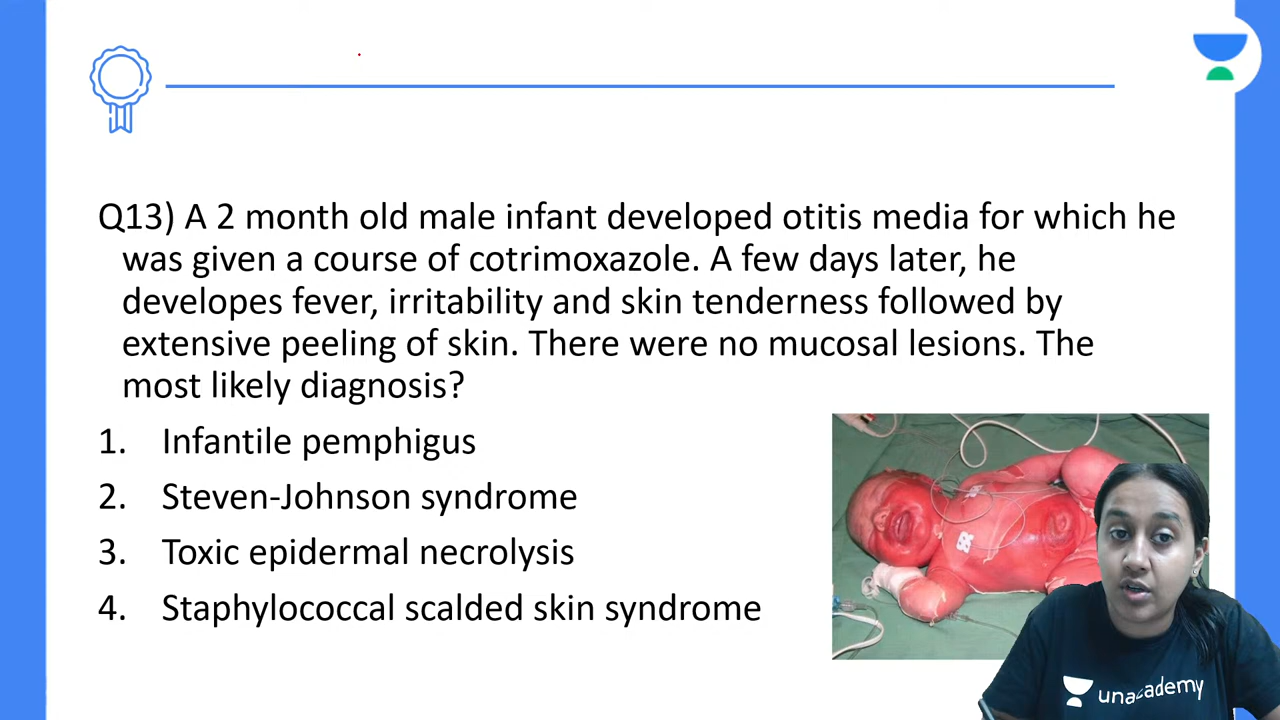 Q13) A 2 month old male infant developed otitis media for which he
was given a course of cotrimoxazole. A few days later, he
developes fever, irritability and skin tenderness followed by
extensive peeling of skin. There were no mucosal lesions. The
most likely diagnosis?
1. Infantile pemphigus
2. Steven-Johnson syndrome
3. Toxic epidermal necrolysis
4. Staphylococcal scalded skin syndrome
unacademy